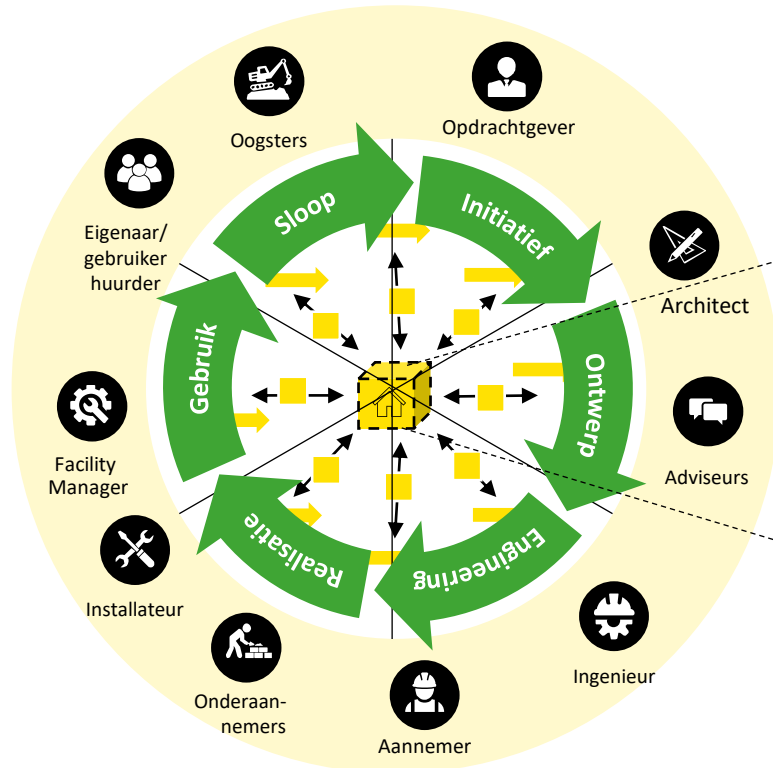 Opdrachtgever
Architect
Adviseurs
Ingenieur
Aannemer
Onderaan-
nemers
Installateur
Facility
Manager
Eigenaar/
gebruiker
huurder
Oogsters
Initiatief
Ontwerp
Engineering
Realisatie
Gebruik
Sloop